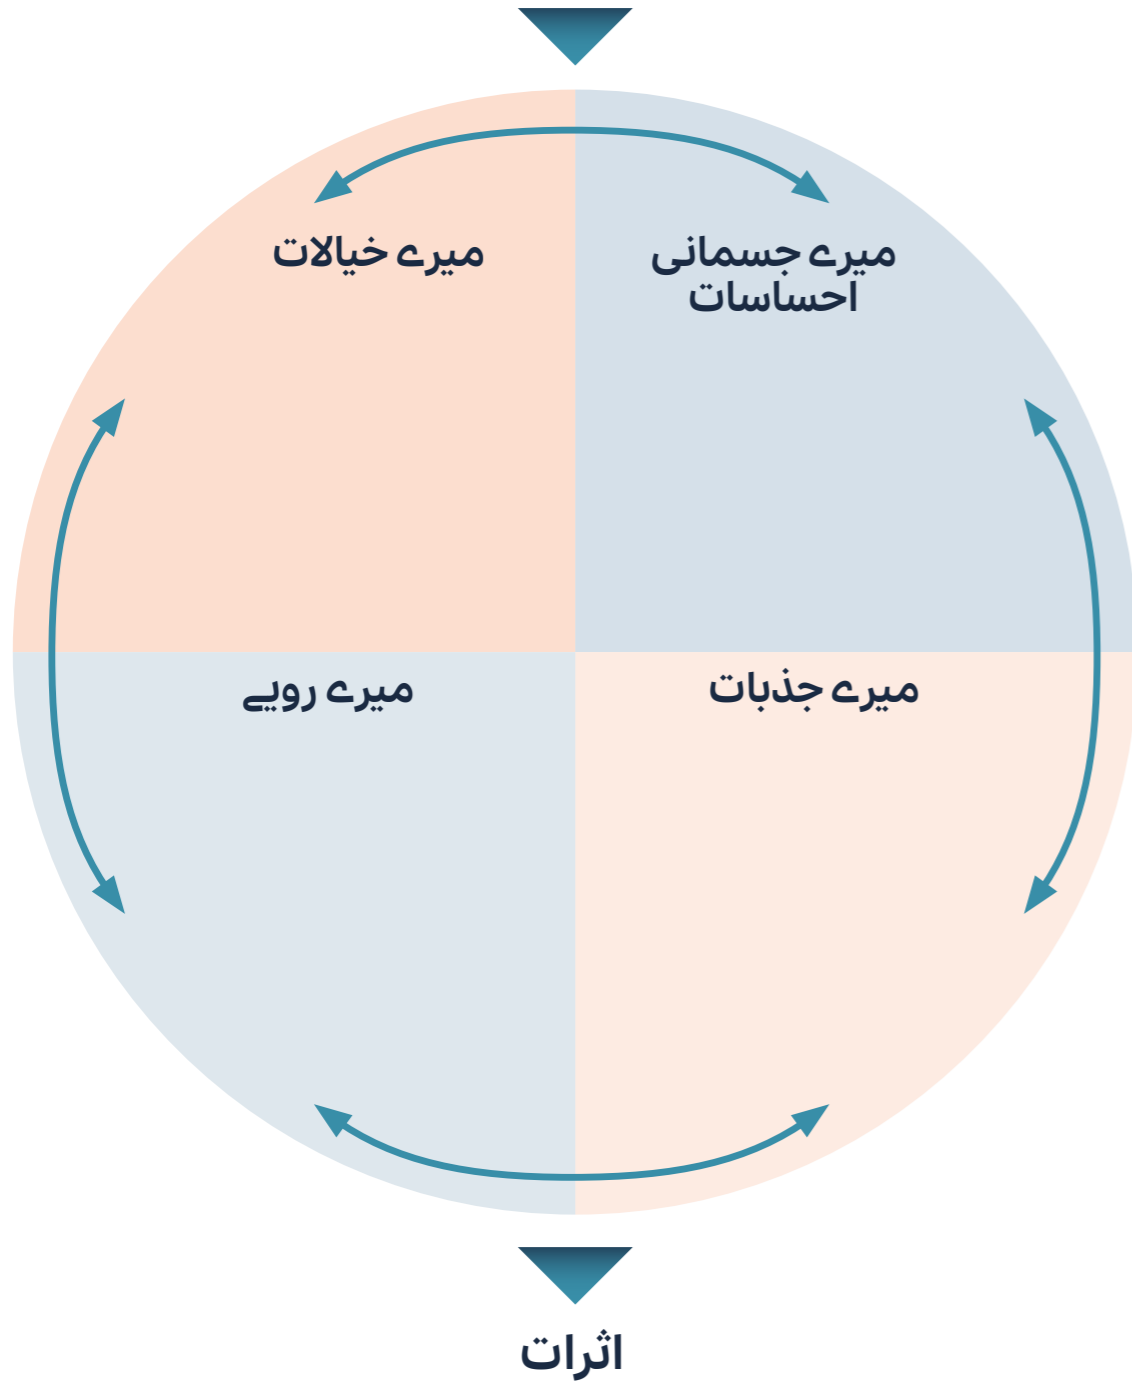 میرے جسمانی
احساسات
میرے خیالات
میرے جذبات
میرے رویے
اثرات